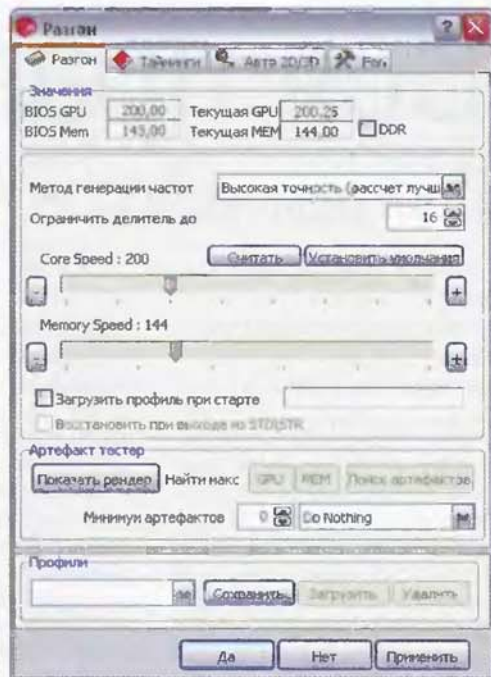 Разгон
Разгон Тайминги Авто 2D/3D Рег.
Значения
BIOS GPU 200,00 Текущая GPU 200,25
BIOS Mem 143,00 Текущая MEM 144,00 DDR
Метод генерации частот Высокая точность (рассчет лучш
Ограничить делитель до 16
Core Speed : 200 Считать Установить умолчания
- +
Memory Speed : 144
- +
Загрузить профиль при старте
Восстановить при выходе из STD\STR
Артефакт тестер
Показать рендер Найти макс GPU MEM Поиск артефактов
Минимум артефактов 0 Do Nothing
Профили
Сохранить Загрузить Удалить
Да Нет Применить